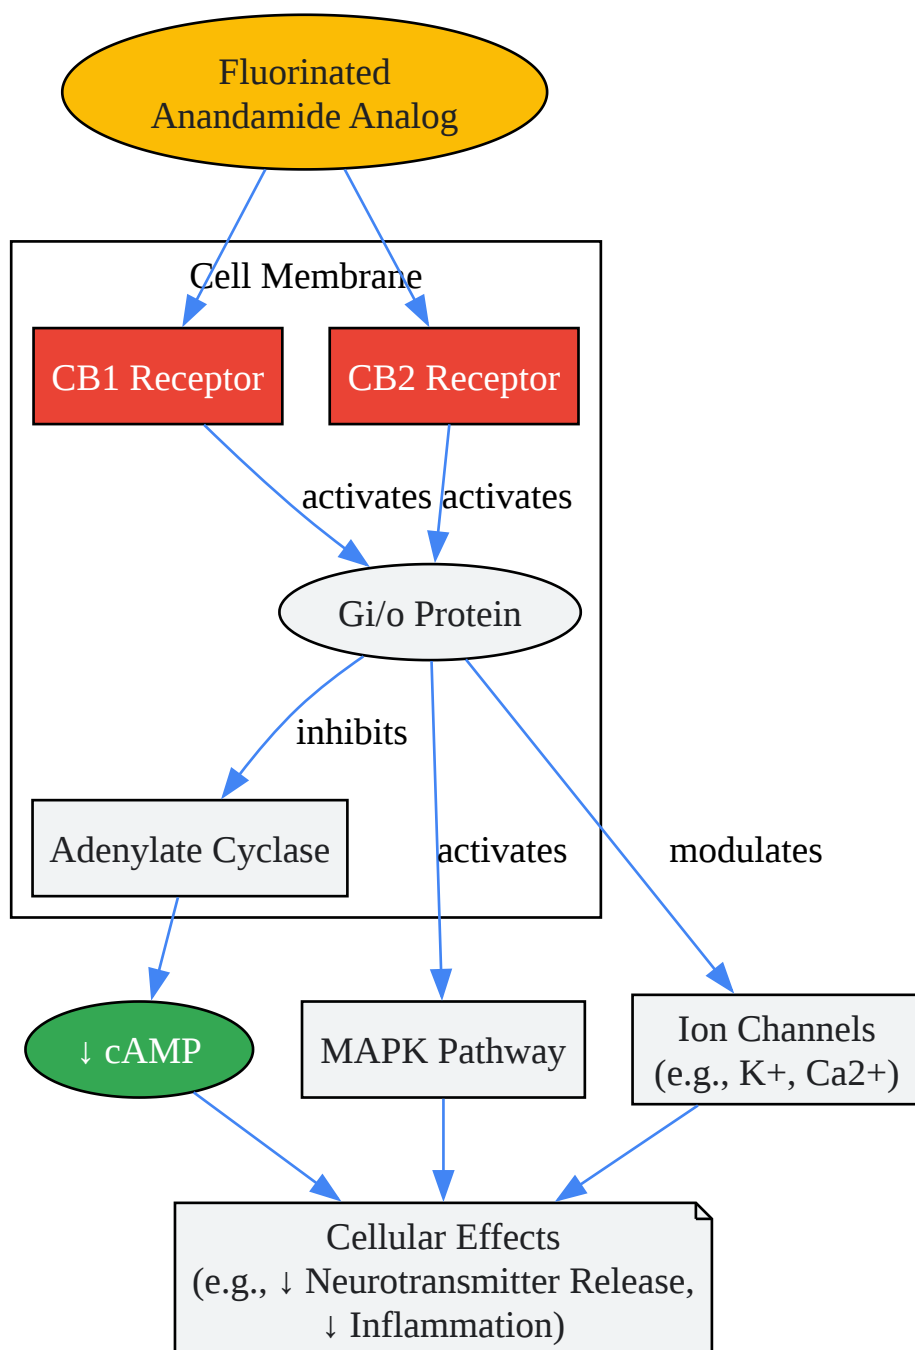 Fluorinated
Anandamide Analog
Cell Membrane
CB1 Receptor
CB2 Receptor
activates
activates
Gi/o Protein
inhibits
Adenylate Cyclase
activates
modulates
↓ cAMP
MAPK Pathway
Ion Channels
(e.g., K+, Ca2+)
Cellular Effects
(e.g., ↓ Neurotransmitter Release,
↓ Inflammation)